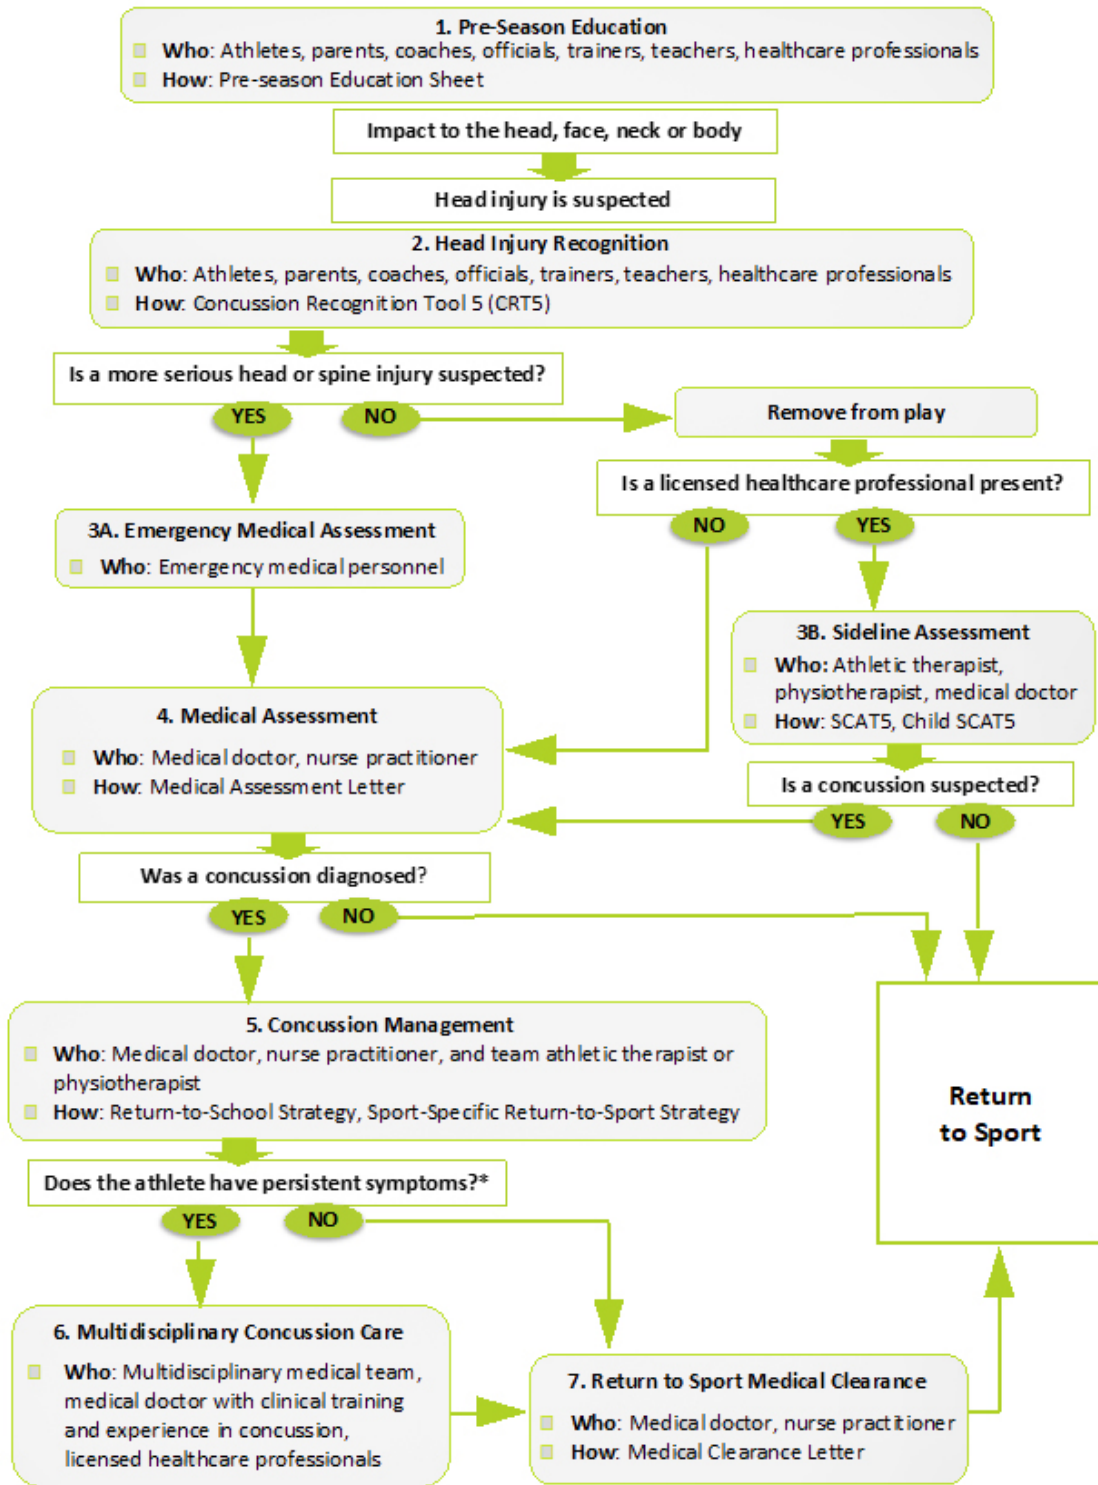 1. Pre-Season Education
Who: Athletes, parents, coaches, officials, trainers, teachers, healthcare professionals
How: Pre-season Education Sheet
Impact to the head, face, neck or body
Head injury is suspected
2. Head Injury Recognition
Who: Athletes, parents, coaches, officials, trainers, teachers, healthcare professionals
How: Concussion Recognition Tool 5 (CRT5)
Is a more serious head or spine injury suspected?
YES
NO
Remove from play
Is a licensed healthcare professional present?
NO
YES
3A. Emergency Medical Assessment
Who: Emergency medical personnel
3B. Sideline Assessment
Who: Athletic therapist,
physiotherapist, medical doctor
How: SCAT5, Child SCAT5
4. Medical Assessment
Who: Medical doctor, nurse practitioner
How: Medical Assessment Letter
Is a concussion suspected?
YES
NO
Was a concussion diagnosed?
YES
NO
5. Concussion Management
Who: Medical doctor, nurse practitioner, and team athletic therapist or
physiotherapist
How: Return-to-School Strategy, Sport-Specific Return-to-Sport Strategy
Return
to Sport
Does the athlete have persistent symptoms?*
YES
NO
6. Multidisciplinary Concussion Care
Who: Multidisciplinary medical team,
medical doctor with clinical training
and experience in concussion,
licensed healthcare professionals
7. Return to Sport Medical Clearance
Who: Medical doctor, nurse practitioner
How: Medical Clearance Letter